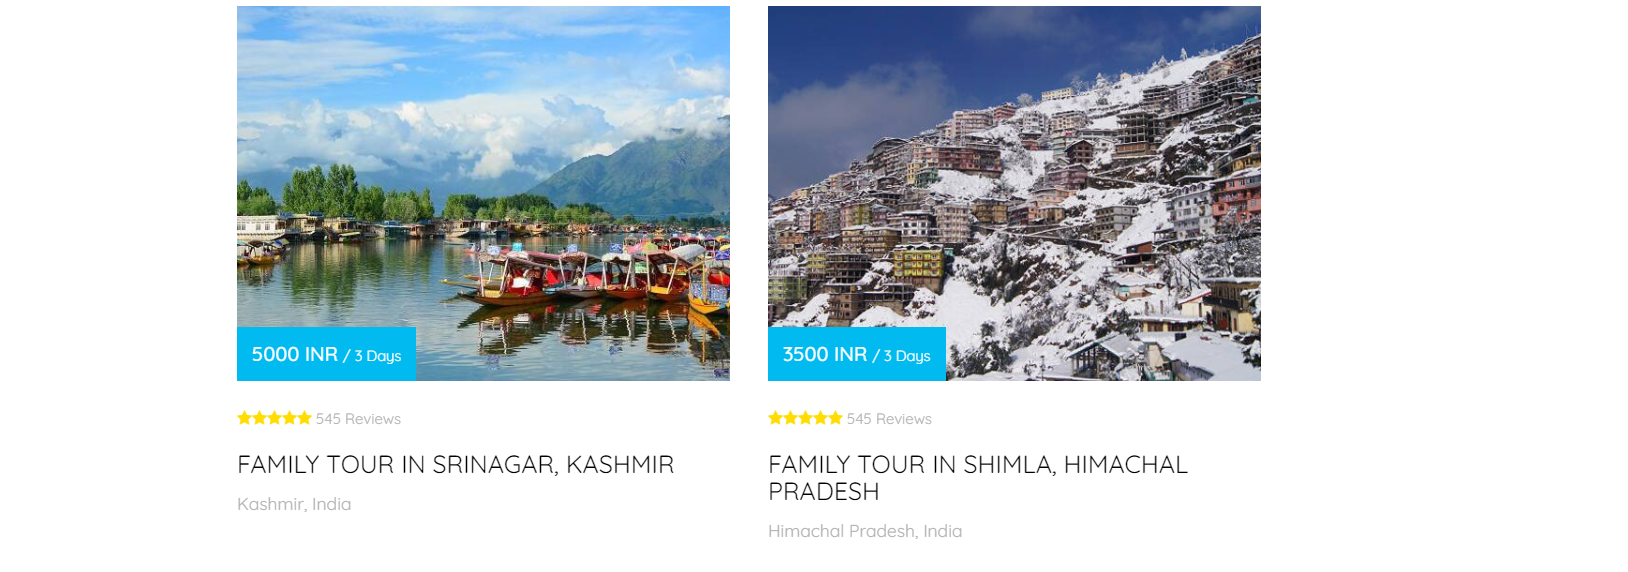 5000 INR / 3 Days
545 Reviews
FAMILY TOUR IN SRINAGAR, KASHMIR
Kashmir, India
3500 INR / 3 Days
545 Reviews
FAMILY TOUR IN SHIMLA, HIMACHAL
PRADESH
Himachal Pradesh, India